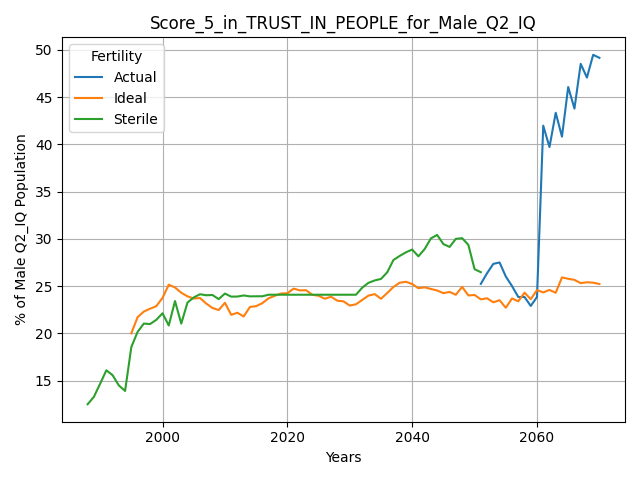 Score_5_in_TRUST_IN_PEOPLE_for_Male_Q2_IQ
Fertility
Actual
Ideal
Sterile
% of Male Q2_IQ Population
50
45
40
35
30
25
20
15
2000
2020
2040
2060
Years